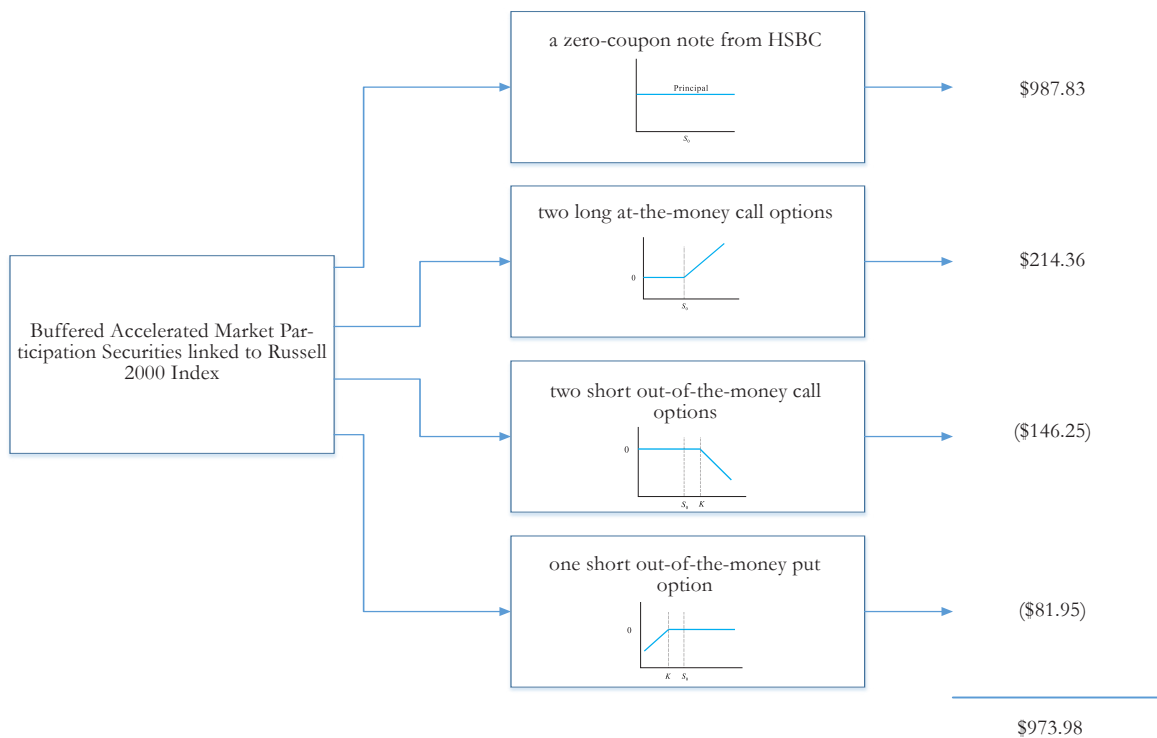 a zero-coupon note from HSBC
Principal
S₀
$987.83
two long at-the-money call options
0
S₀
$214.36
Buffered Accelerated Market Par-
ticipation Securities linked to Russell
2000 Index
two short out-of-the-money call
options
0
S₀ K
($146.25)
one short out-of-the-money put
option
0
K S₀
($81.95)
$973.98